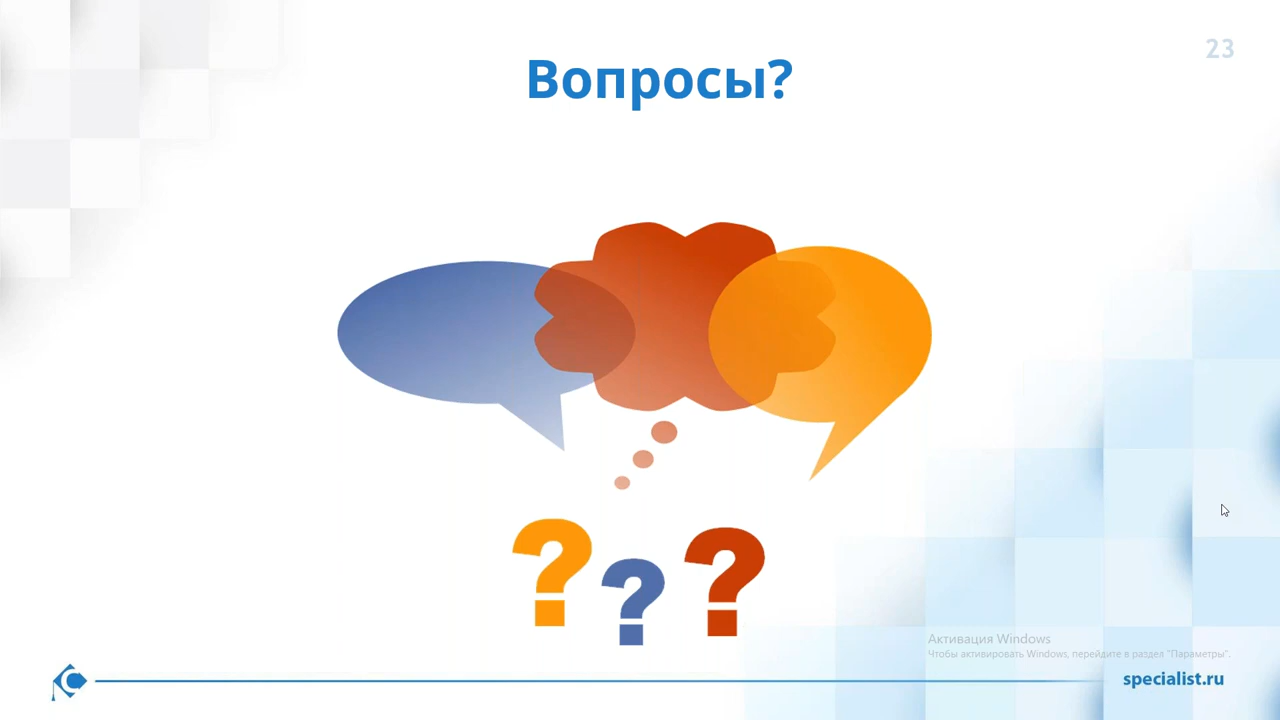 23
Вопросы?
? ? ?
Активация Windows
Чтобы активировать Windows, перейдите в раздел "Параметры".
specialist.ru